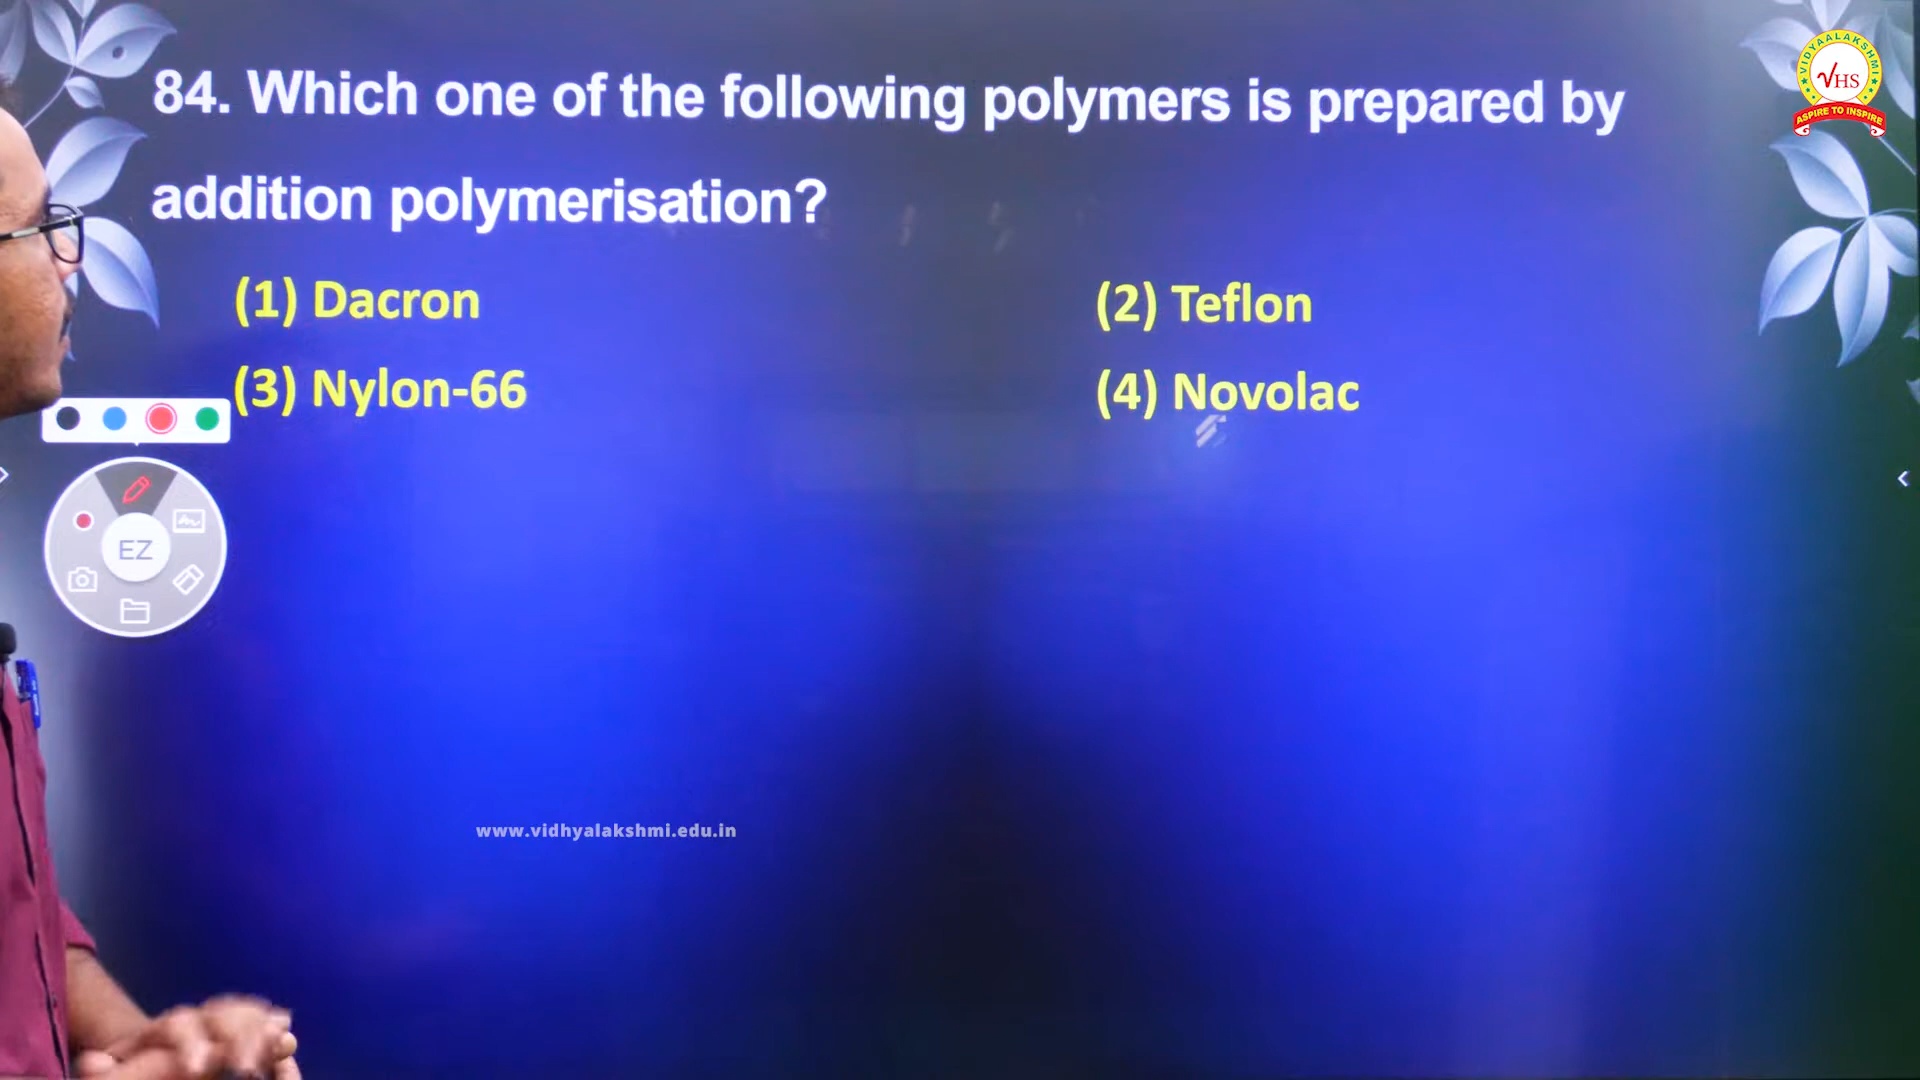 84. Which one of the following polymers is prepared by
addition polymerisation?
(1) Dacron
(2) Teflon
(3) Nylon-66
(4) Novolac
EZ
www.vidhyalakshmi.edu.in
VIDYAALAKSHMI
VHS
ASPIRE TO INSPIRE